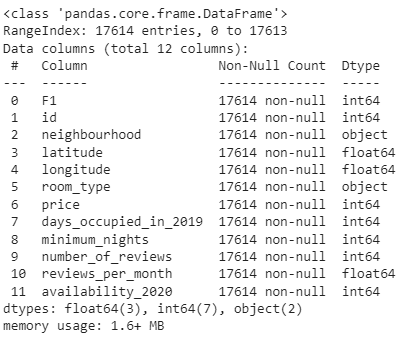 <class 'pandas.core.frame.DataFrame'>
RangeIndex: 17614 entries, 0 to 17613
Data columns (total 12 columns):
 #   Column                Non-Null Count  Dtype
---  ------                --------------  -----
 0   F1                    17614 non-null  int64
 1   id                    17614 non-null  int64
 2   neighbourhood         17614 non-null  object
 3   latitude              17614 non-null  float64
 4   longitude             17614 non-null  float64
 5   room_type             17614 non-null  object
 6   price                 17614 non-null  int64
 7   days_occupied_in_2019 17614 non-null  int64
 8   minimum_nights        17614 non-null  int64
 9   number_of_reviews     17614 non-null  int64
 10  reviews_per_month     17614 non-null  float64
 11  availability_2020     17614 non-null  int64
dtypes: float64(3), int64(7), object(2)
memory usage: 1.6+ MB